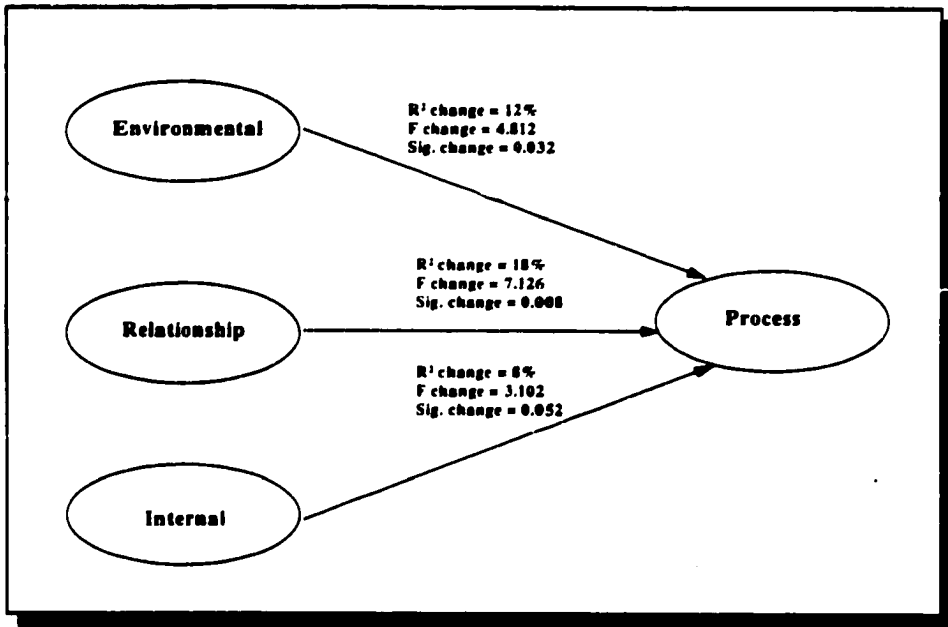 Environmental
R² change = 12%
F change = 4.812
Sig. change = 0.032
Relationship
R² change = 18%
F change = 7.126
Sig. change = 0.008
Process
Internal
R² change =
F change = 3.102
Sig. change = 0.052